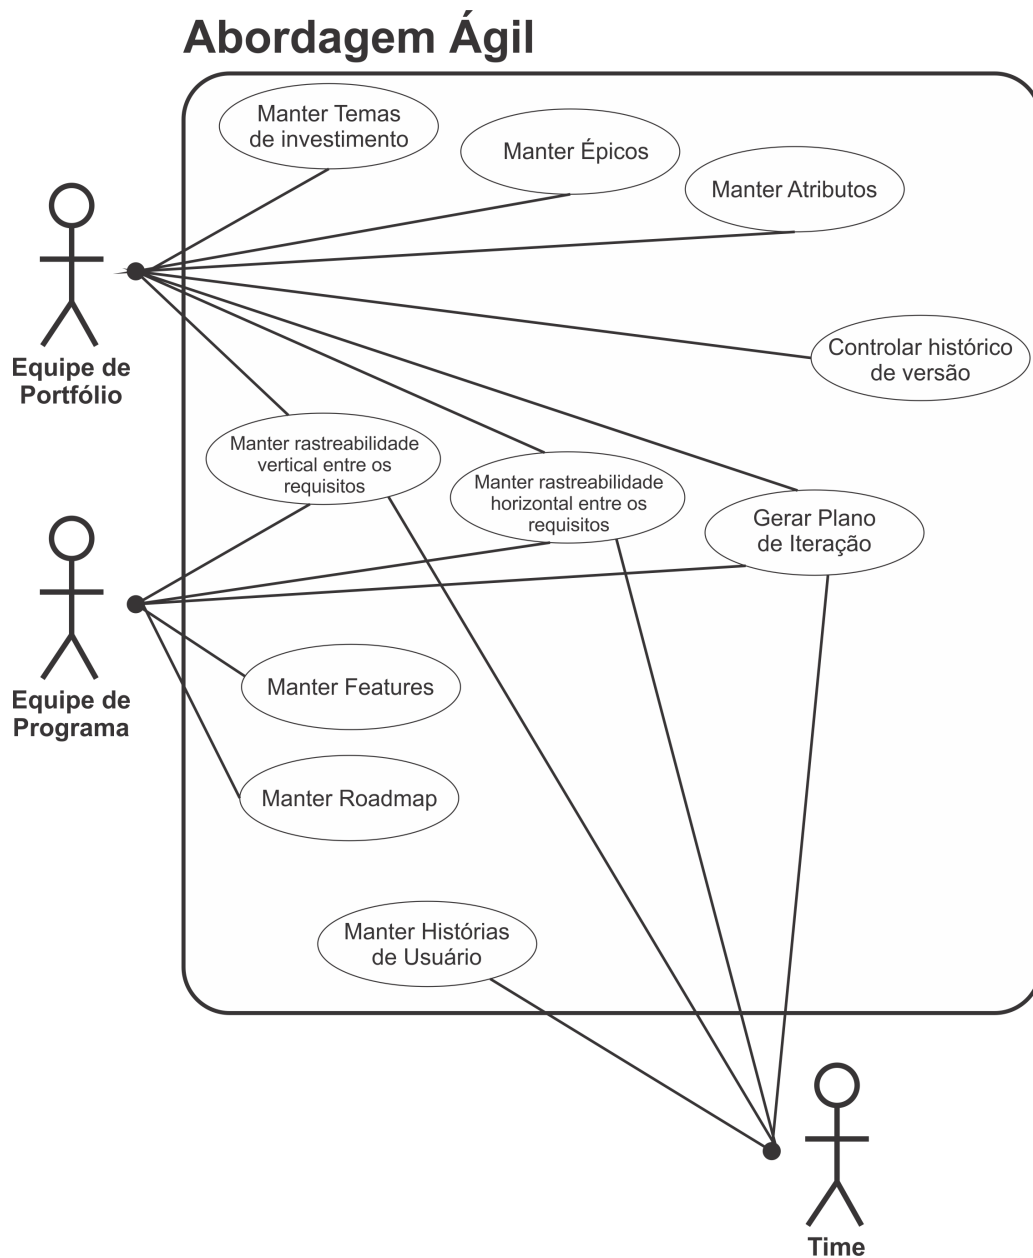 Abordagem Ágil
Manter Temas
de investimento
Manter Épicos
Manter Atributos
Equipe de
Portfólio
Controlar histórico
de versão
Manter rastreabilidade
vertical entre os
requisitos
Manter rastreabilidade
horizontal entre os
requisitos
Gerar Plano
de Iteração
Equipe de
Programa
Manter Features
Manter Roadmap
Manter Histórias
de Usuário
Time